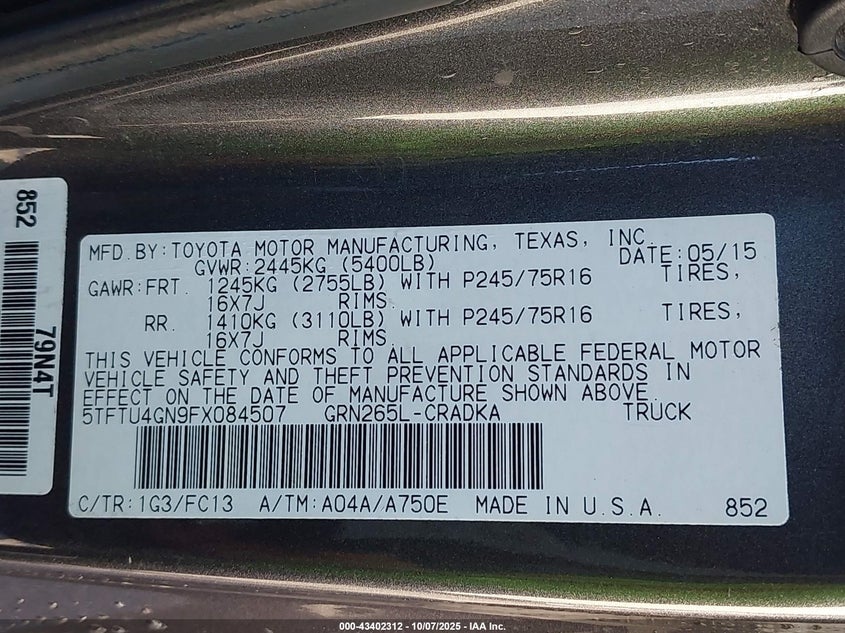 852
79N4T
MFD.BY:TOYOTA MOTOR MANUFACTURING, TEXAS, INC.
GVWR:2445KG (5400LB) DATE:05/15
GAWR:FRT. 1245KG (2755LB) WITH P245/75R16 TIRES,
16X7J RIMS.
RR. 1410KG (3110LB) WITH P245/75R16 TIRES,
16X7J RIMS.
THIS VEHICLE CONFORMS TO ALL APPLICABLE FEDERAL MOTOR
VEHICLE SAFETY AND THEFT PREVENTION STANDARDS IN
EFFECT ON THE DATE OF MANUFACTURE SHOWN ABOVE.
5TFTU4GN9FX084507 GRN265L-CRADKA TRUCK
C/TR:1G3/FC13 A/TM:A04A/A750E MADE IN U.S.A. 852
000-43402312 - 10/07/2025 - IAA Inc.